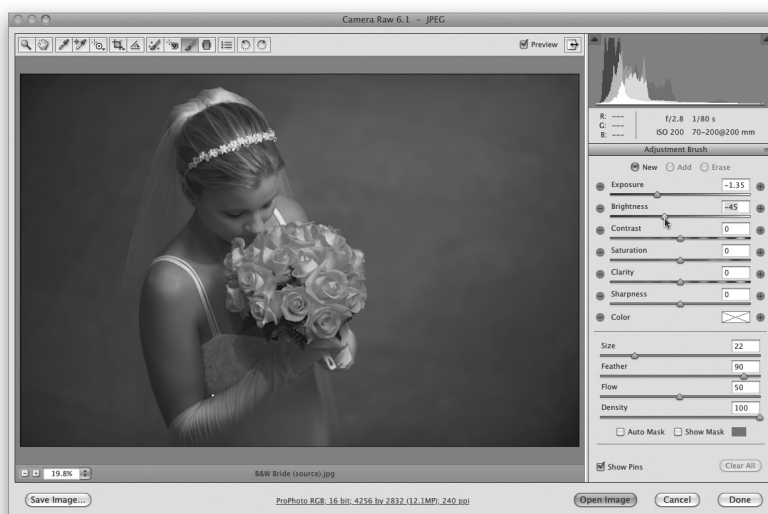 Camera Raw 6.1 – JPEG
Preview
R: ---
G: ---
B: ---
f/2.8 1/80 s
ISO 200 70–200@200 mm
Adjustment Brush
New Add Erase
Exposure -1.35
Brightness -45
Contrast 0
Saturation 0
Clarity 0
Sharpness 0
Color
Size 22
Feather 90
Flow 50
Density 100
Auto Mask Show Mask
Show Pins Clear All
19.8% B&W Bride (source).jpg
Save Image... ProPhoto RGB; 16 bit; 4256 by 2832 (12.1MP); 240 ppi Open Image Cancel Done